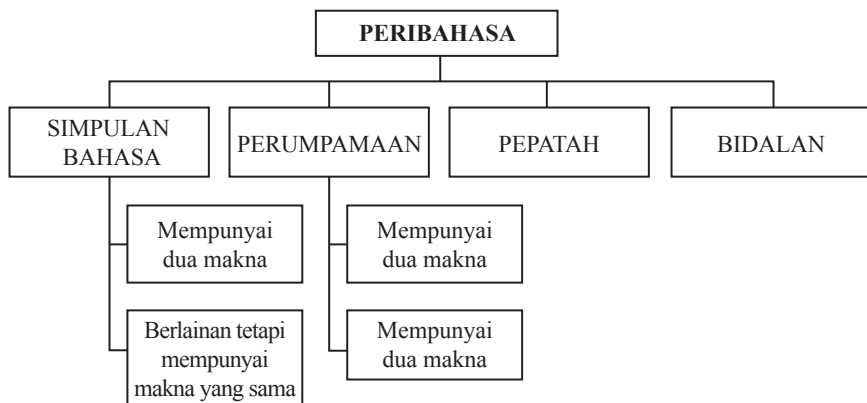 PERIBAHASA
SIMPULAN
BAHASA
PERUMPAMAAN
PEPATAH
BIDALAN
Mempunyai
dua makna
Berlainan tetapi
mempunyai
makna yang sama
Mempunyai
dua makna
Mempunyai
dua makna